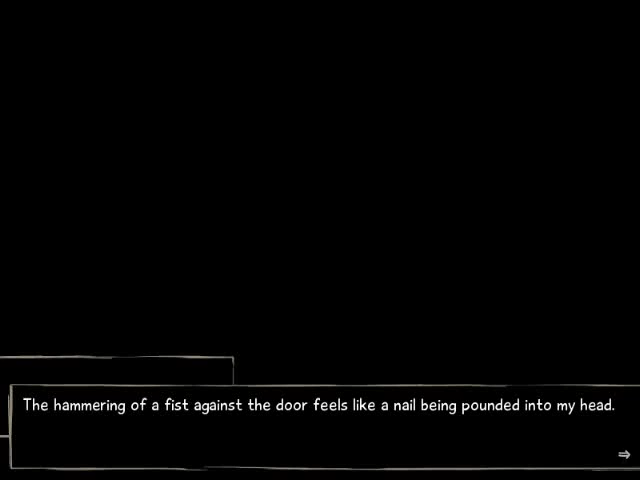 The hammering of a fist against the door feels like a nail being pounded into my head.